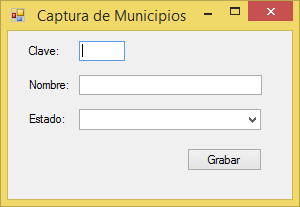 Captura de Municipios
Clave:
Nombre:
Estado:
Grabar